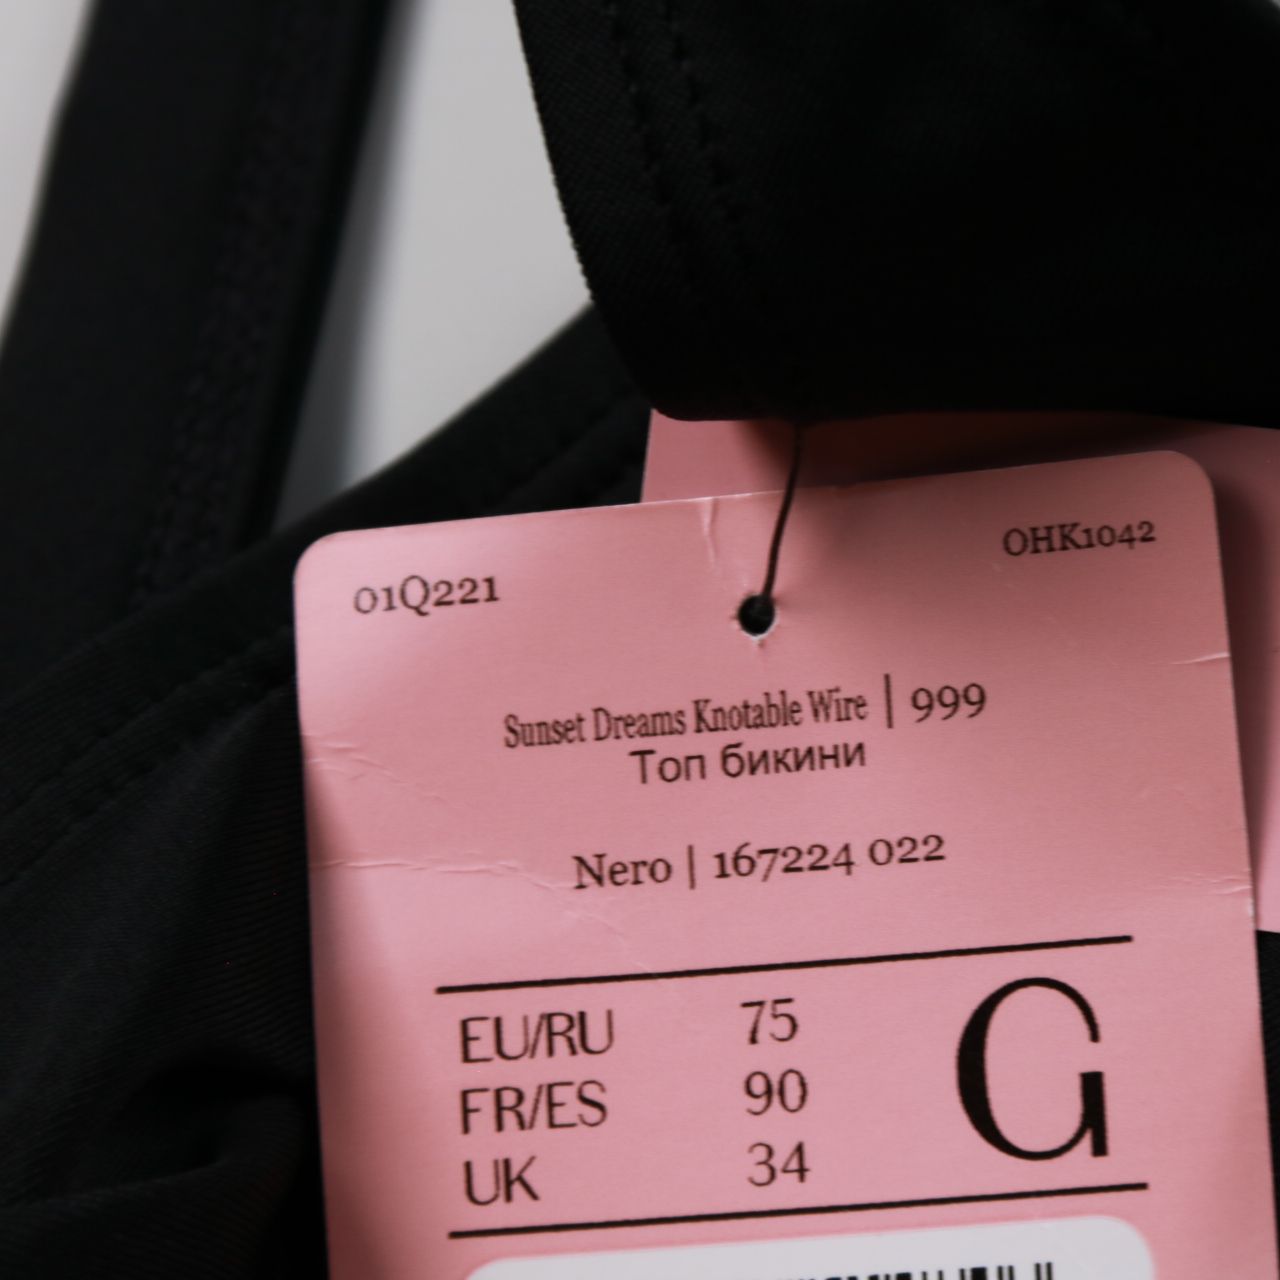 01Q221
OHK1042
Sunset Dreams Knotable Wire | 999
Топ бикини
Nero | 167224 022
EU/RU 75
FR/ES 90
UK 34
G